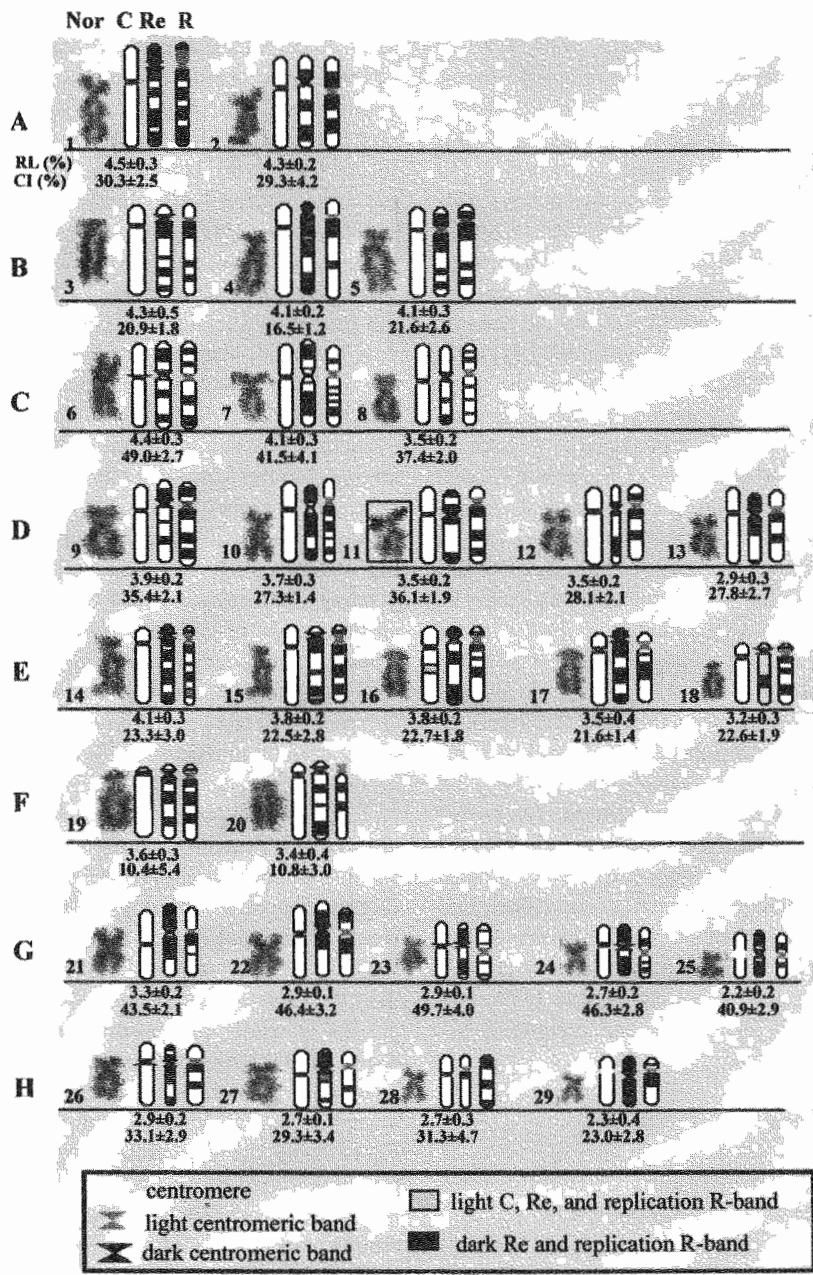 Nor C Re R
A
1 2
RL (%) 4.5±0.3 4.3±0.2
CI (%) 30.3±2.5 29.3±4.2
B
3 4 5
4.3±0.5 4.1±0.2 4.1±0.3
20.9±1.8 16.5±1.2 21.6±2.6
C
6 7 8
4.4±0.3 4.1±0.3 3.5±0.2
49.0±2.7 41.5±4.1 37.4±2.0
D
9 10 11 12 13
3.9±0.2 3.7±0.3 3.5±0.2 3.5±0.2 2.9±0.3
35.4±2.1 27.3±1.4 36.1±1.9 28.1±2.1 27.8±2.7
E
14 15 16 17 18
4.1±0.3 3.8±0.2 3.8±0.2 3.5±0.4 3.2±0.3
23.3±3.0 22.5±2.8 22.7±1.8 21.6±1.4 22.6±1.9
F
19 20
3.6±0.3 3.4±0.4
10.4±5.4 10.8±3.0
G
21 22 23 24 25
3.3±0.2 2.9±0.1 2.9±0.1 2.7±0.2 2.2±0.2
43.5±2.1 46.4±3.2 49.7±4.0 46.3±2.8 40.9±2.9
H
26 27 28 29
2.9±0.2 2.7±0.1 2.7±0.3 2.3±0.4
33.1±2.9 29.3±3.4 31.3±4.7 23.0±2.8
centromere
light centromeric band
dark centromeric band
light C, Re, and replication R-band
dark Re and replication R-band